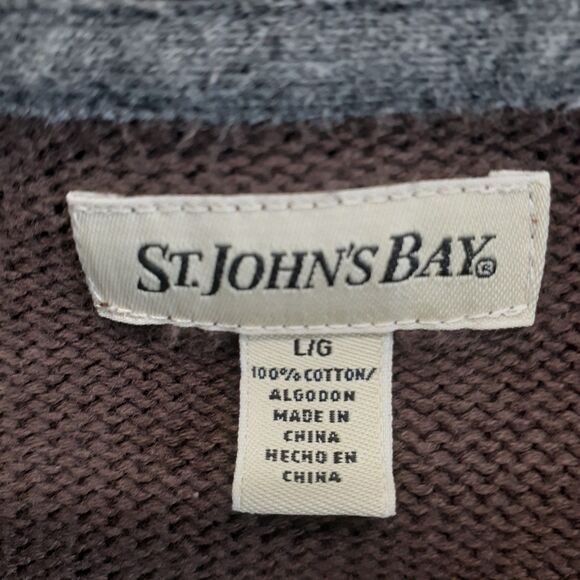 ST. JOHN'S BAY®
L/G
100% COTTON/
ALGODON
MADE IN
CHINA
HECHO EN
CHINA